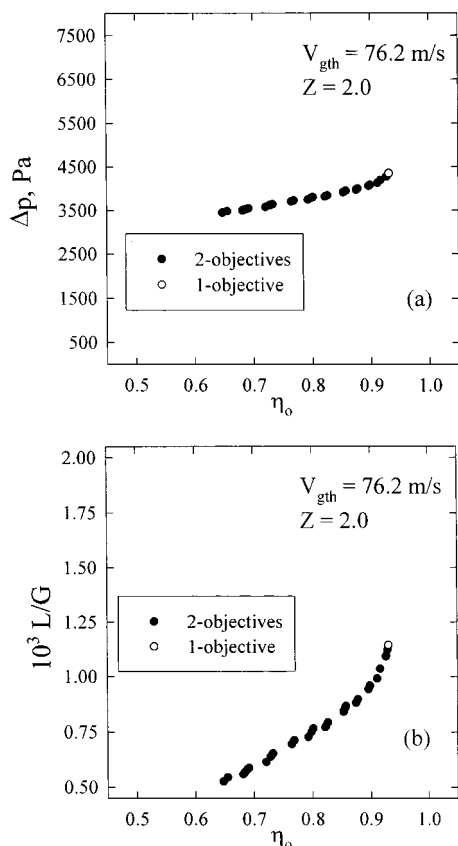 7500
6500
5500
4500
3500
2500
1500
500
Δp, Pa
V_gth = 76.2 m/s
Z = 2.0
2-objectives
1-objective
(a)
0.5 0.6 0.7 0.8 0.9 1.0
η_o
2.00
1.75
1.50
1.25
1.00
0.75
0.50
10^3 L/G
V_gth = 76.2 m/s
Z = 2.0
2-objectives
1-objective
(b)
0.5 0.6 0.7 0.8 0.9 1.0
η_o